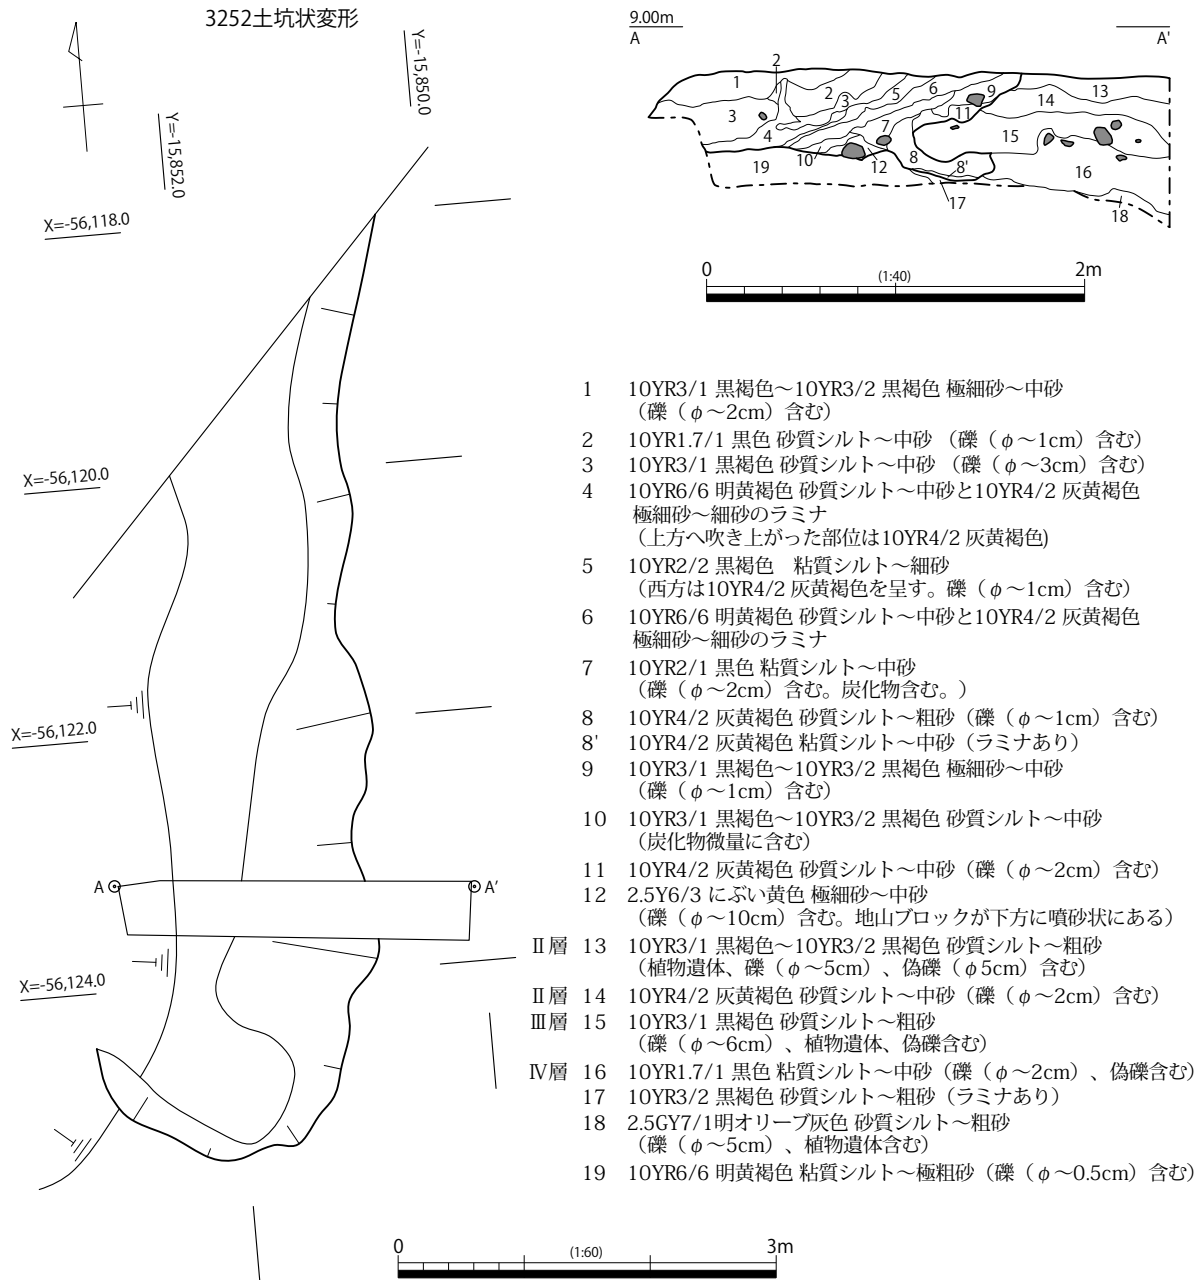 3252土坑状変形
Y=-15,850.0
Y=-15,852.0
X=-56,118.0
X=-56,120.0
X=-56,122.0
X=-56,124.0
A A'
0 (1:60) 3m
9.00m
A A'
1 2 2 3 3 4 5 6 7 8 8' 9 10 11 12 13 14 15 16 17 18 19
0 (1:40) 2m
1 10YR3/1 黒褐色～10YR3/2 黒褐色 極細砂～中砂
（礫（φ～2cm）含む）
2 10YR1.7/1 黒色 砂質シルト～中砂 （礫（φ～1cm）含む）
3 10YR3/1 黒褐色 砂質シルト～中砂 （礫（φ～3cm）含む）
4 10YR6/6 明黄褐色 砂質シルト～中砂と10YR4/2 灰黄褐色
極細砂～細砂のラミナ
（上方へ吹き上がった部位は10YR4/2 灰黄褐色)
5 10YR2/2 黒褐色　粘質シルト～細砂
（西方は10YR4/2 灰黄褐色を呈す。礫（φ～1cm）含む）
6 10YR6/6 明黄褐色 砂質シルト～中砂と10YR4/2 灰黄褐色
極細砂～細砂のラミナ
7 10YR2/1 黒色 粘質シルト～中砂
（礫（φ～2cm）含む。炭化物含む。）
8 10YR4/2 灰黄褐色 砂質シルト～粗砂（礫（φ～1cm）含む）
8' 10YR4/2 灰黄褐色 粘質シルト～中砂（ラミナあり）
9 10YR3/1 黒褐色～10YR3/2 黒褐色 極細砂～中砂
（礫（φ～1cm）含む）
10 10YR3/1 黒褐色～10YR3/2 黒褐色 砂質シルト～中砂
（炭化物微量に含む）
11 10YR4/2 灰黄褐色 砂質シルト～中砂（礫（φ～2cm）含む）
12 2.5Y6/3 にぶい黄色 極細砂～中砂
（礫（φ～10cm）含む。地山ブロックが下方に噴砂状にある）
Ⅱ層 13 10YR3/1 黒褐色～10YR3/2 黒褐色 砂質シルト～粗砂
（植物遺体、礫（φ～5cm）、偽礫（φ5cm）含む）
Ⅱ層 14 10YR4/2 灰黄褐色 砂質シルト～中砂（礫（φ～2cm）含む）
Ⅲ層 15 10YR3/1 黒褐色 砂質シルト～粗砂
（礫（φ～6cm）、植物遺体、偽礫含む）
Ⅳ層 16 10YR1.7/1 黒色 粘質シルト～中砂（礫（φ～2cm）、偽礫含む）
17 10YR3/2 黒褐色 砂質シルト～粗砂（ラミナあり）
18 2.5GY7/1明オリーブ灰色 砂質シルト～粗砂
（礫（φ～5cm）、植物遺体含む）
19 10YR6/6 明黄褐色 粘質シルト～極粗砂（礫（φ～0.5cm）含む）